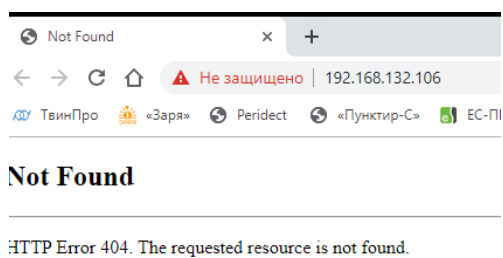 Not Found
Не защищено | 192.168.132.106
ТвинПро «Заря» Peridect «Пунктир-С»
Not Found
HTTP Error 404. The requested resource is not found.